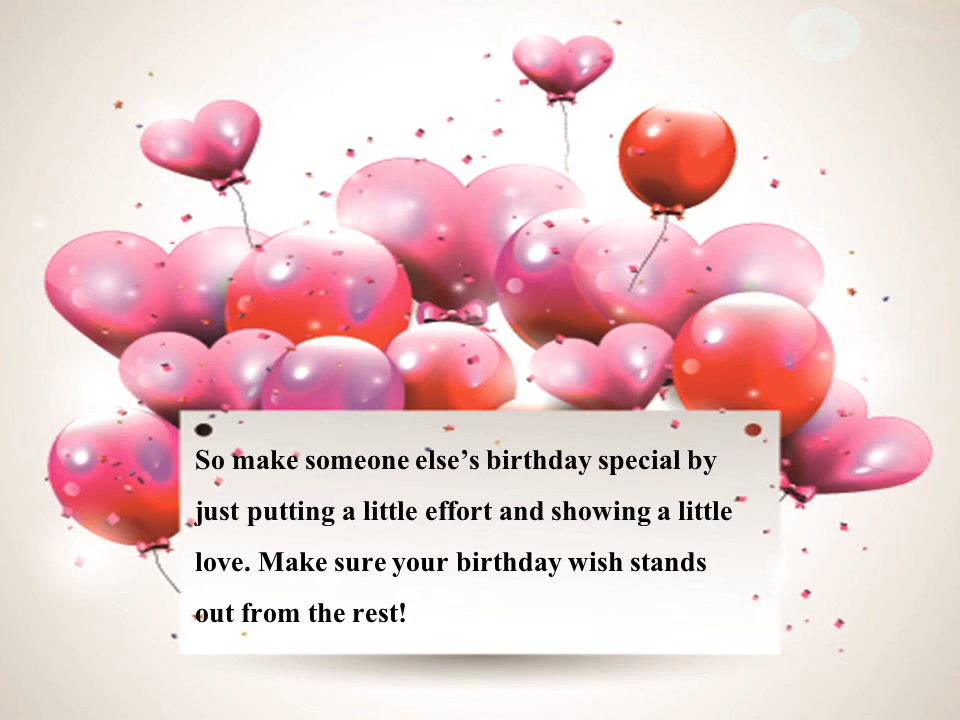 So make someone else’s birthday special by
just putting a little effort and showing a little
love. Make sure your birthday wish stands
out from the rest!